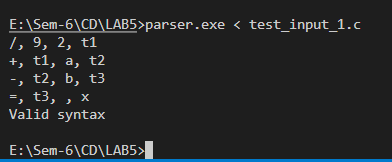 E:\Sem-6\CD\LAB5>parser.exe < test_input_1.c
/, 9, 2, t1
+, t1, a, t2
-, t2, b, t3
=, t3, , x
Valid syntax
E:\Sem-6\CD\LAB5>